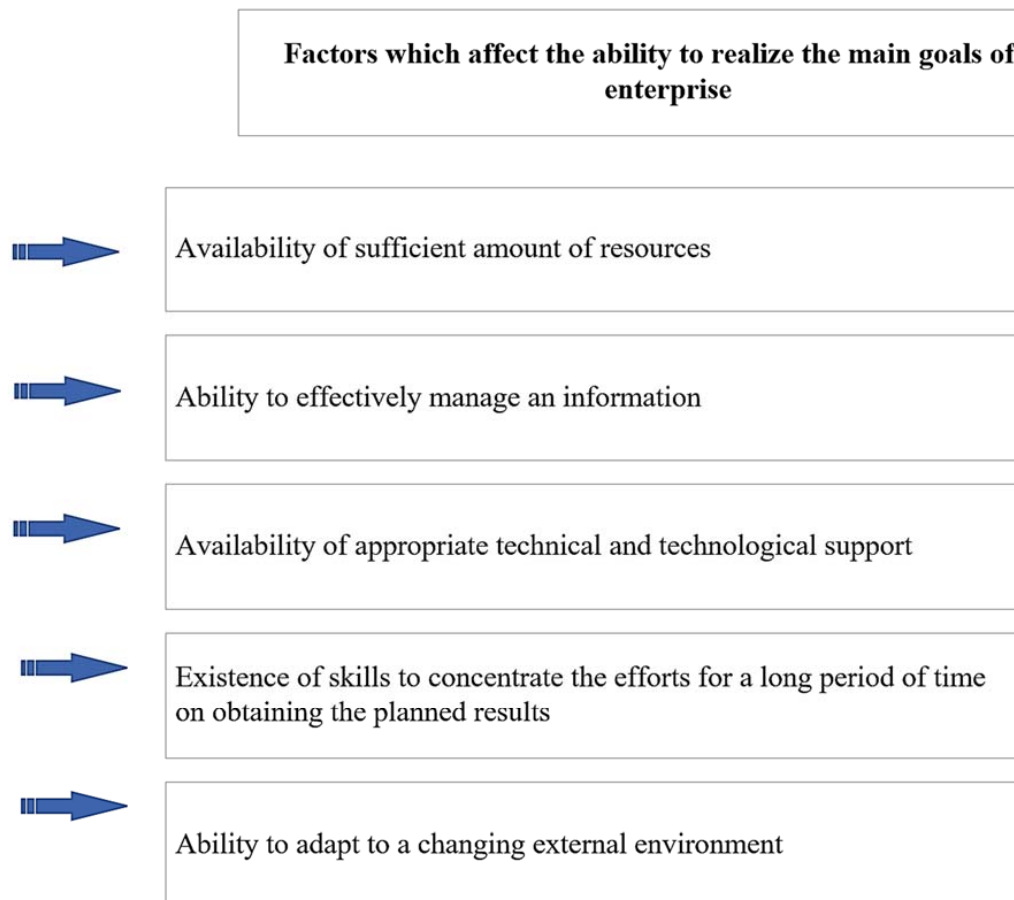 Factors which affect the ability to realize the main goals of
enterprise
Availability of sufficient amount of resources
Ability to effectively manage an information
Availability of appropriate technical and technological support
Existence of skills to concentrate the efforts for a long period of time
on obtaining the planned results
Ability to adapt to a changing external environment